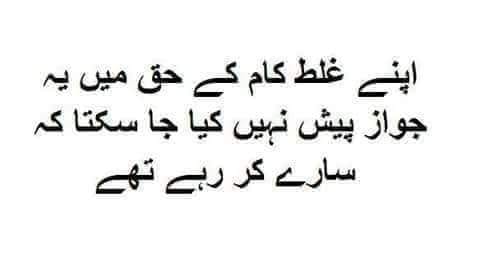 اپنے غلط کام کے حق میں یہ
جواز پیش نہیں کیا جا سکتا کہ
سارے کر رہے تھے